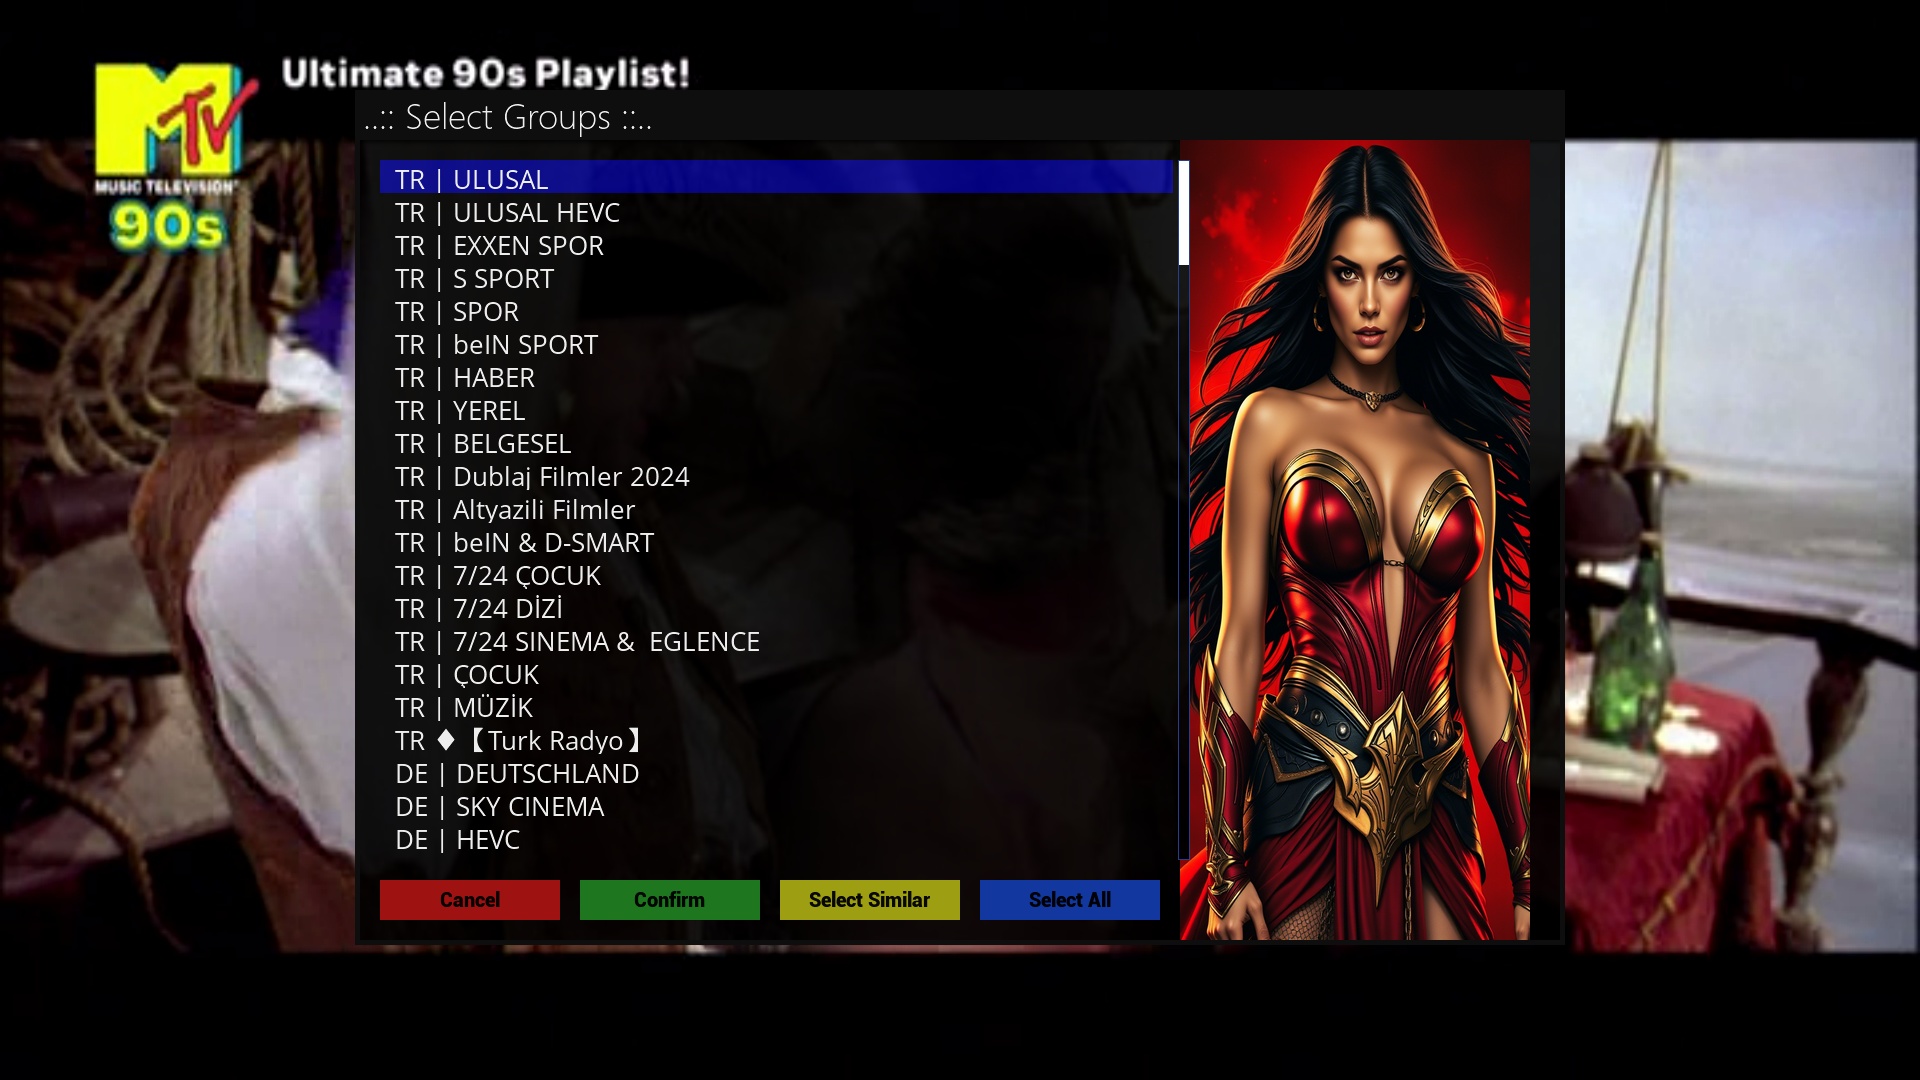 Ultimate 90s Playlist!
MTV
MUSIC TELEVISION
90s
..:: Select Groups ::..
TR | ULUSAL
TR | ULUSAL HEVC
TR | EXXEN SPOR
TR | S SPORT
TR | SPOR
TR | beIN SPORT
TR | HABER
TR | YEREL
TR | BELGESEL
TR | Dublaj Filmler 2024
TR | Altyazili Filmler
TR | beIN & D-SMART
TR | 7/24 ÇOCUK
TR | 7/24 DİZİ
TR | 7/24 SINEMA &  EGLENCE
TR | ÇOCUK
TR | MÜZİK
TR ♦【Turk Radyo】
DE | DEUTSCHLAND
DE | SKY CINEMA
DE | HEVC
Cancel
Confirm
Select Similar
Select All